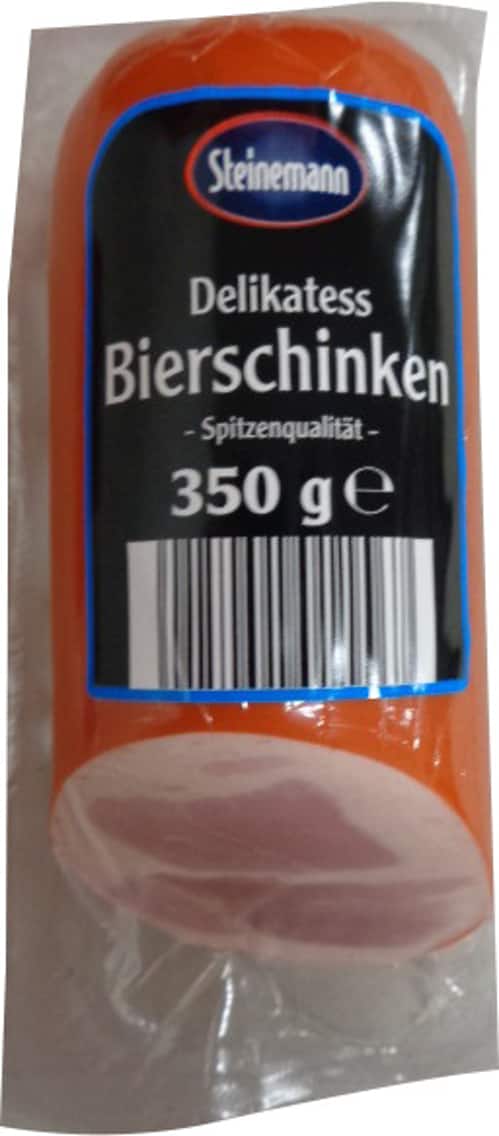 Steinemann
Delikatess
Bierschinken
- Spitzenqualität -
350 g ℮